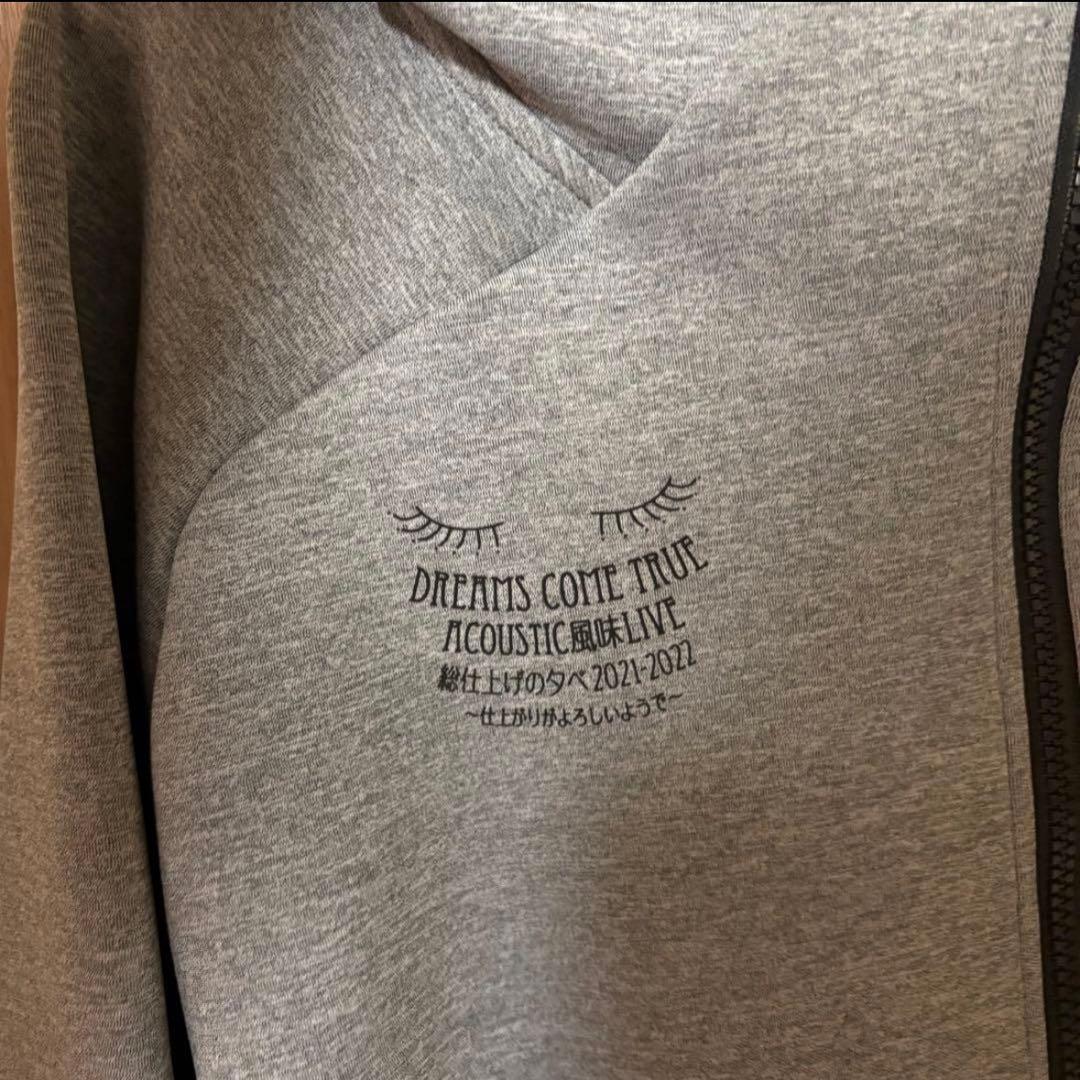 DREAMS COME TRUE
ACOUSTIC風味LIVE
総仕上げの夕べ2021-2022
〜仕上がりがよろしいようで〜